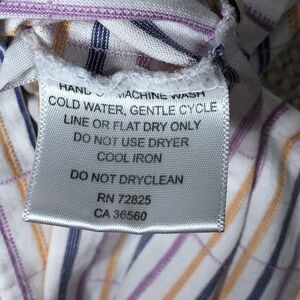 HAND OR MACHINE WASH
COLD WATER, GENTLE CYCLE
LINE OR FLAT DRY ONLY
DO NOT USE DRYER
COOL IRON
DO NOT DRYCLEAN
RN 72825
CA 36560